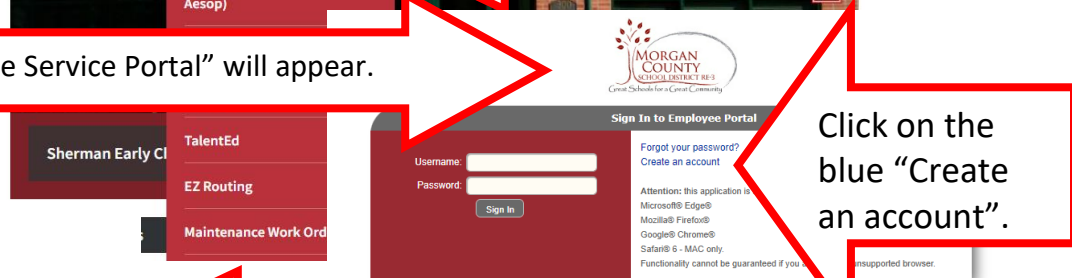 Aesop)
e Service Portal” will appear.
MORGAN
COUNTY
SCHOOL DISTRICT RE-3
Great Schools for a Great Community
Sign In to Employee Portal
Sherman Early
TalentEd
EZ Routing
Maintenance Work
Username:
Password:
Sign In
Forgot your password?
Create an account
Attention: this application is
Microsoft® Edge®
Mozilla® Firefox®
Google® Chrome®
Safari® 6 - MAC only.
Functionality cannot be guaranteed if you unsupported browser.
Click on the
blue “Create
an account”.